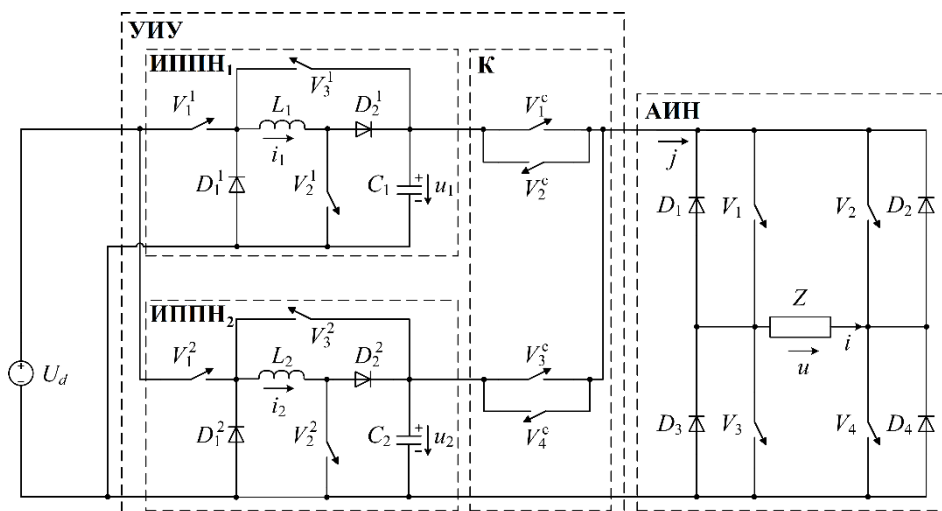 УИУ
ИППН₁
К
АИН
V₃¹
V₁¹
L₁
D₂¹
V₁ᶜ
i₁
j
D₁¹
V₂¹
C₁
+
−
u₁
V₂ᶜ
D₁
V₁
V₂
D₂
ИППН₂
V₃²
V₁²
L₂
D₂²
V₃ᶜ
Z
i
u
+
−
U_d
i₂
D₁²
V₂²
C₂
+
−
u₂
V₄ᶜ
D₃
V₃
V₄
D₄